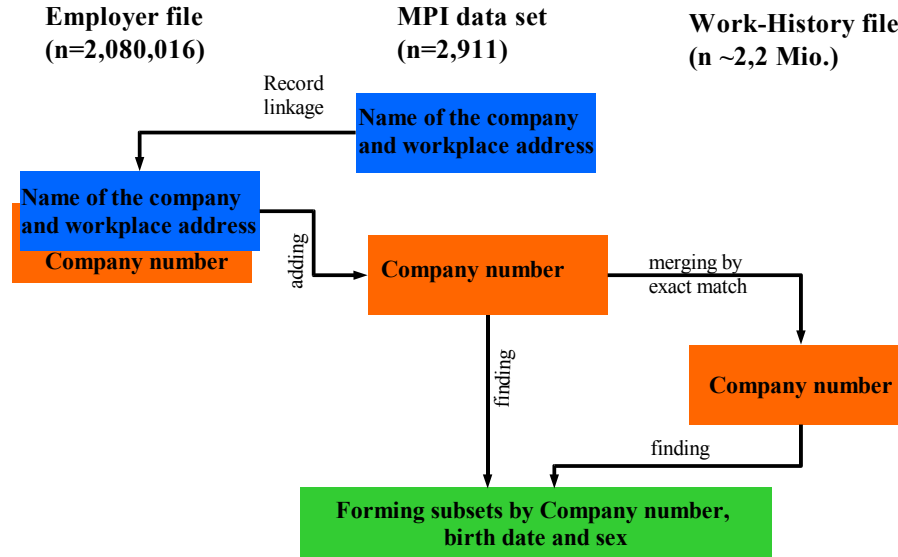 Employer file
(n=2,080,016)
MPI data set
(n=2,911)
Work-History file
(n ~2,2 Mio.)
Record
linkage
Name of the company
and workplace address
Name of the company
and workplace address
Company number
adding
Company number
merging by
exact match
finding
Company number
finding
Forming subsets by Company number,
birth date and sex